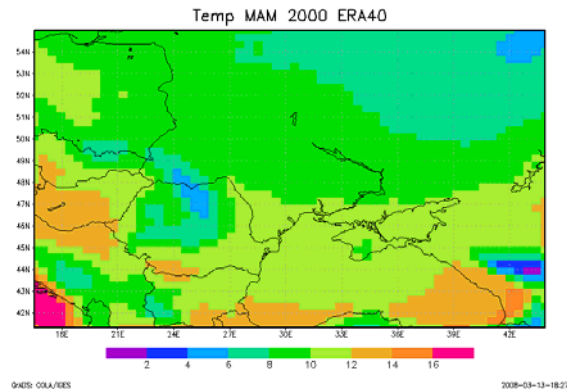 Temp MAM 2000 ERA40
54N
53N
52N
51N
50N
49N
48N
47N
46N
45N
44N
43N
42N
18E 21E 24E 27E 30E 33E 36E 39E 42E
2 4 6 8 10 12 14 16
GrADS: COLA/IGES 2008-03-13-18:27